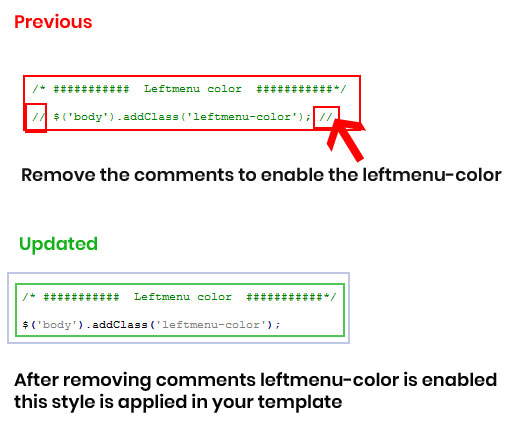 Previous
/* ########### Leftmenu color ###########*/
// $('body').addClass('leftmenu-color'); //
Remove the comments to enable the leftmenu-color
Updated
/* ########### Leftmenu color ###########*/
$('body').addClass('leftmenu-color');
After removing comments leftmenu-color is enabled
this style is applied in your template